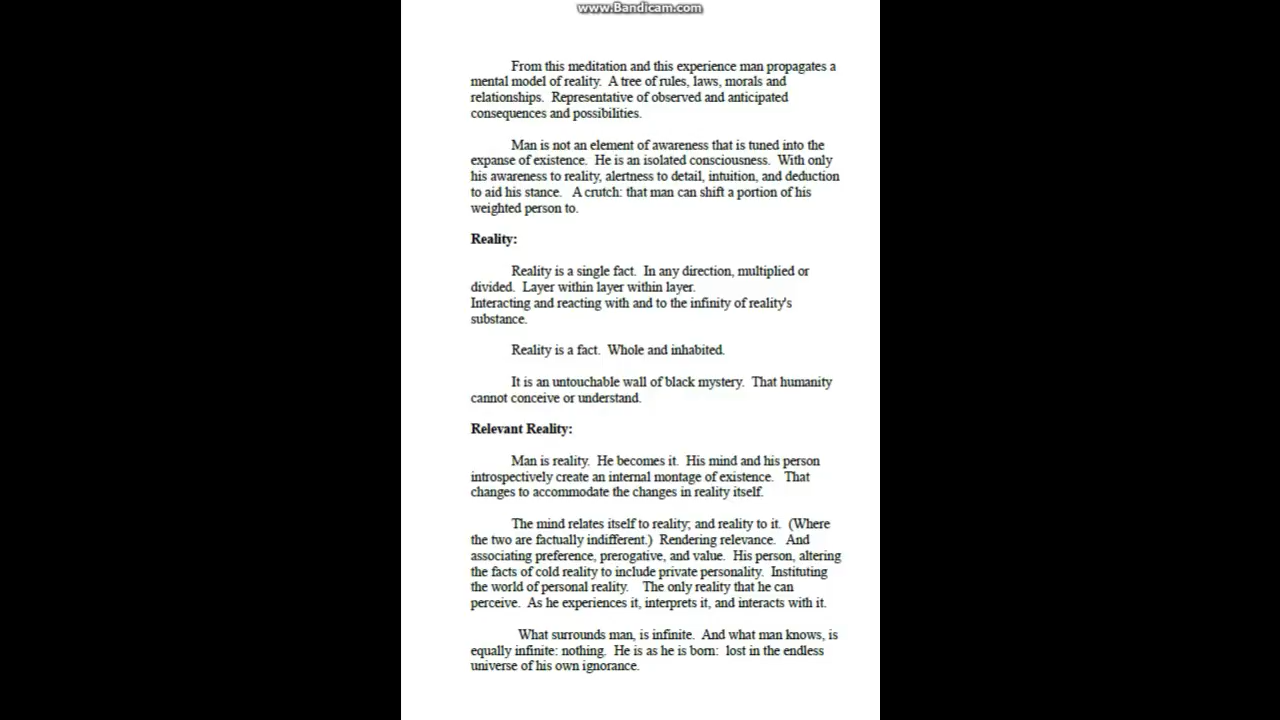 www.Bandicam.com
From this meditation and this experience man propagates a
mental model of reality.  A tree of rules, laws, morals and
relationships.  Representative of observed and anticipated
consequences and possibilities.
Man is not an element of awareness that is tuned into the
expanse of existence.  He is an isolated consciousness.  With only
his awareness to reality, alertness to detail, intuition, and deduction
to aid his stance.   A crutch: that man can shift a portion of his
weighted person to.
Reality:
Reality is a single fact.  In any direction, multiplied or
divided.  Layer within layer within layer.
Interacting and reacting with and to the infinity of reality's
substance.
Reality is a fact.  Whole and inhabited.
It is an untouchable wall of black mystery.  That humanity
cannot conceive or understand.
Relevant Reality:
Man is reality.  He becomes it.  His mind and his person
introspectively create an internal montage of existence.   That
changes to accommodate the changes in reality itself.
The mind relates itself to reality; and reality to it.  (Where
the two are factually indifferent.)  Rendering relevance.   And
associating preference, prerogative, and value.  His person, altering
the facts of cold reality to include private personality.  Instituting
the world of personal reality.    The only reality that he can
perceive.  As he experiences it, interprets it, and interacts with it.
What surrounds man, is infinite.  And what man knows, is
equally infinite: nothing.  He is as he is born:  lost in the endless
universe of his own ignorance.